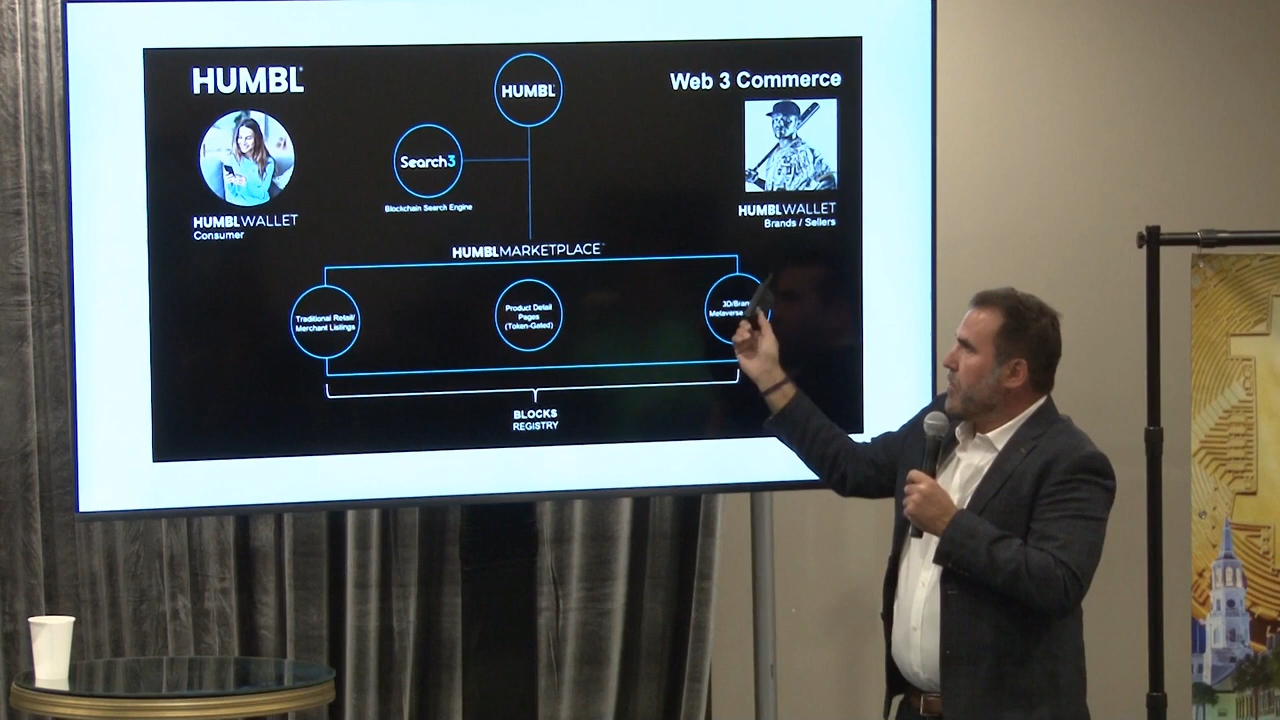 HUMBL
Web 3 Commerce
HUMBL
Search3
Blockchain Search Engine
HUMBLWALLET
Consumer
HUMBLWALLET
Brands / Sellers
HUMBLMARKETPLACE
Traditional Retail/
Merchant Listings
Product Detail
Pages
(Token-Gated)
Metaverse
BLOCKS
REGISTRY